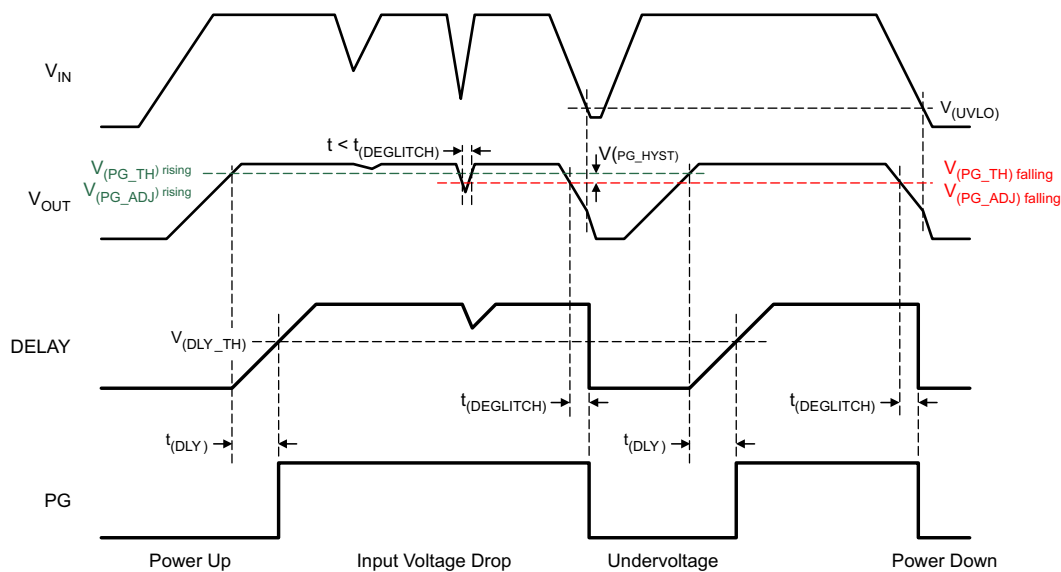 V_IN
V_(UVLO)
t < t_(DEGLITCH)
V(PG_HYST)
V_(PG_TH) rising
V_(PG_ADJ) rising
V_(PG_TH) falling
V_(PG_ADJ) falling
V_OUT
V_(DLY_TH)
DELAY
t_(DEGLITCH)
t_(DEGLITCH)
t_(DLY)
t_(DLY)
PG
Power Up
Input Voltage Drop
Undervoltage
Power Down